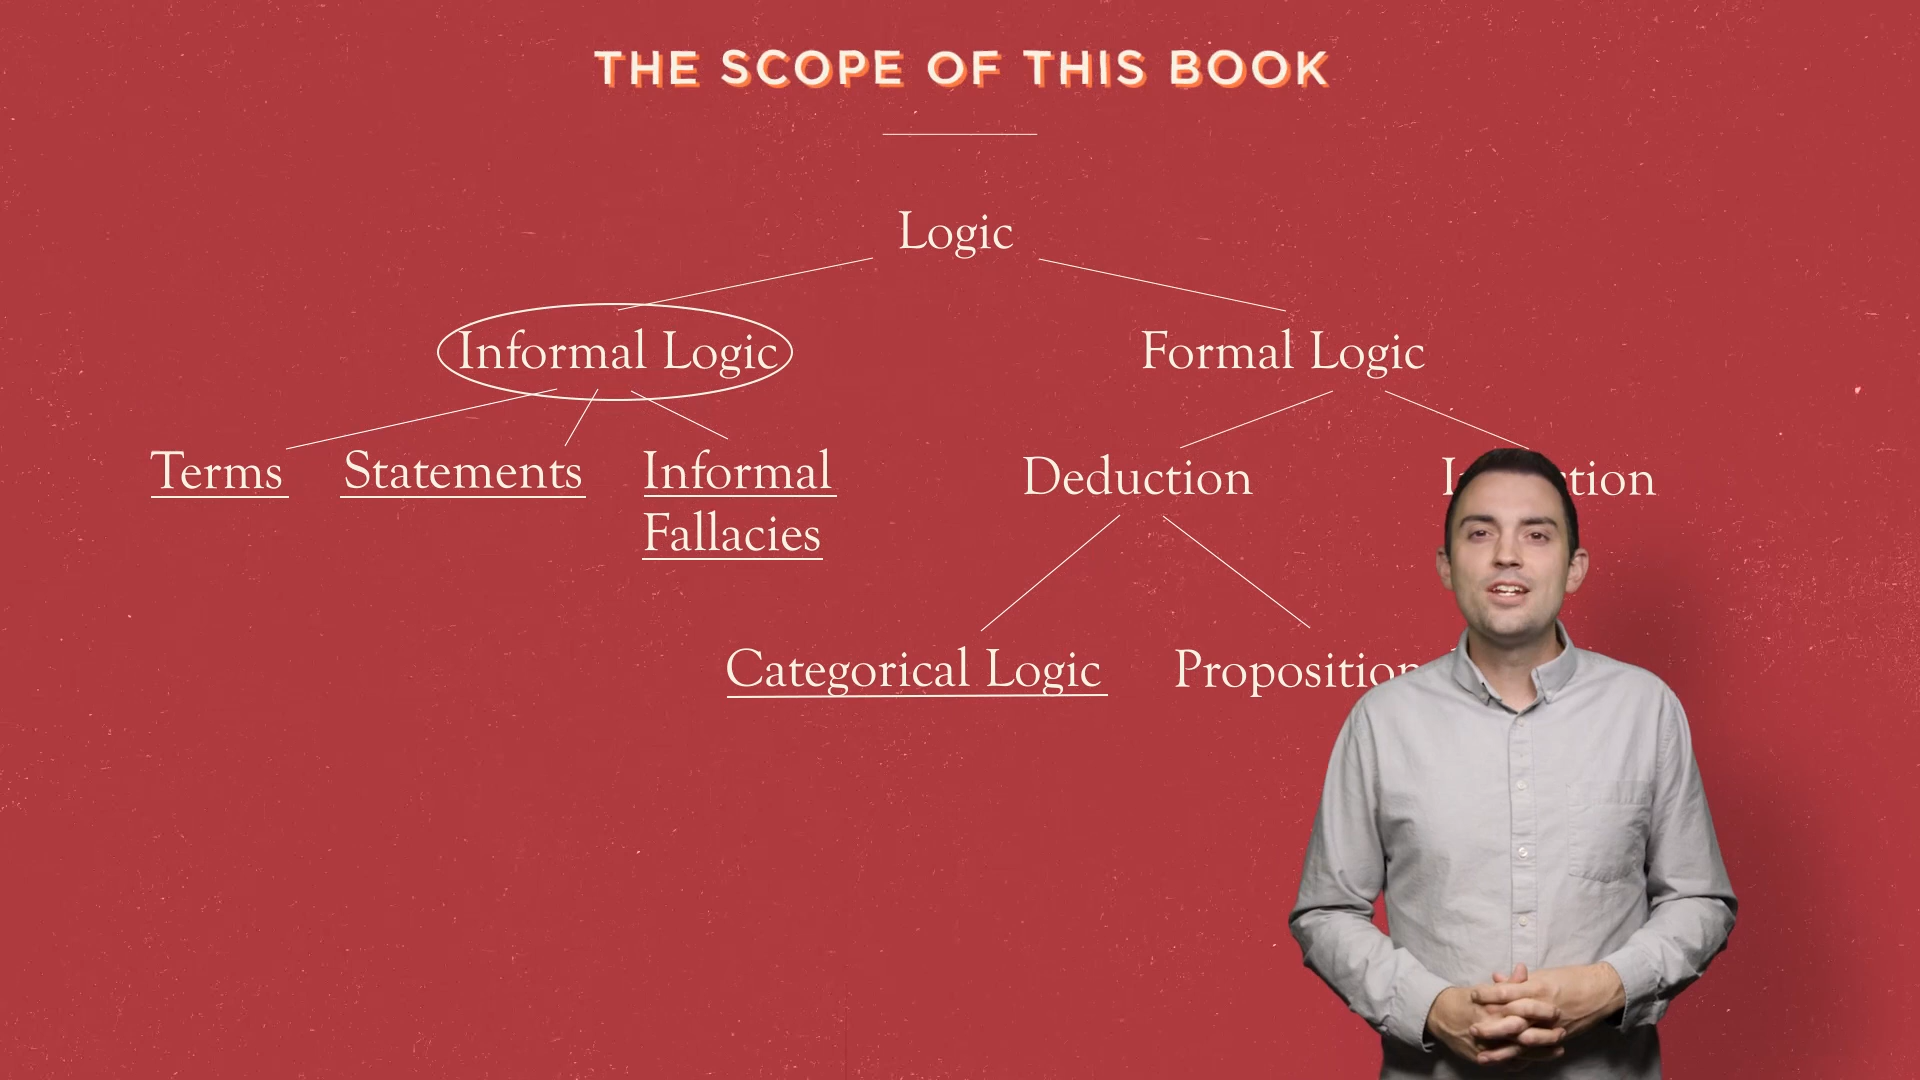 THE SCOPE OF THIS BOOK
Logic
Informal Logic
Formal Logic
Terms
Statements
Informal
Fallacies
Deduction
Categorical Logic